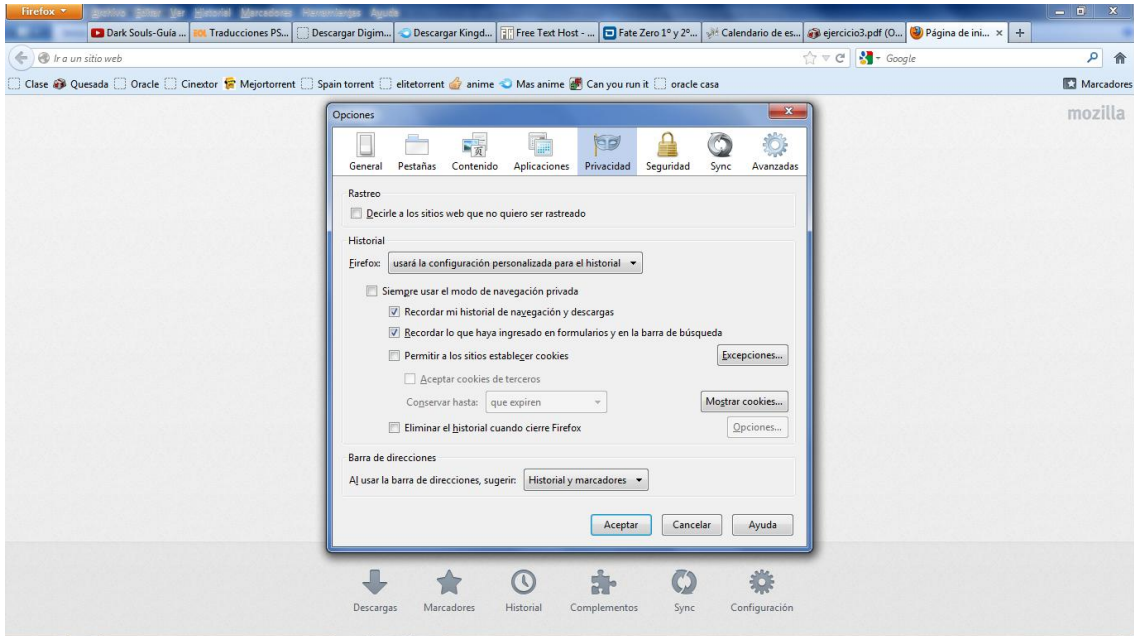 Firefox
Archivo Editar Ver Historial Marcadores Herramientas Ayuda
Dark Souls-Guía ... Traducciones PS... Descargar Digim... Descargar Kingd... Free Text Host - ... Fate Zero 1º y 2º... Calendario de es... ejercicio3.pdf (O... Página de ini... × +
Ir a un sitio web Google
Clase Quesada Oracle Cinextor Mejortorrent Spain torrent elitetorrent anime Mas anime Can you run it oracle casa Marcadores
mozilla
Opciones
General Pestañas Contenido Aplicaciones Privacidad Seguridad Sync Avanzadas
Rastreo
Decirle a los sitios web que no quiero ser rastreado
Historial
Firefox: usará la configuración personalizada para el historial
Siempre usar el modo de navegación privada
Recordar mi historial de navegación y descargas
Recordar lo que haya ingresado en formularios y en la barra de búsqueda
Permitir a los sitios establecer cookies Excepciones...
Aceptar cookies de terceros
Conservar hasta: que expiren Mostrar cookies...
Eliminar el historial cuando cierre Firefox Opciones...
Barra de direcciones
Al usar la barra de direcciones, sugerir: Historial y marcadores
Aceptar Cancelar Ayuda
Descargas Marcadores Historial Complementos Sync Configuración